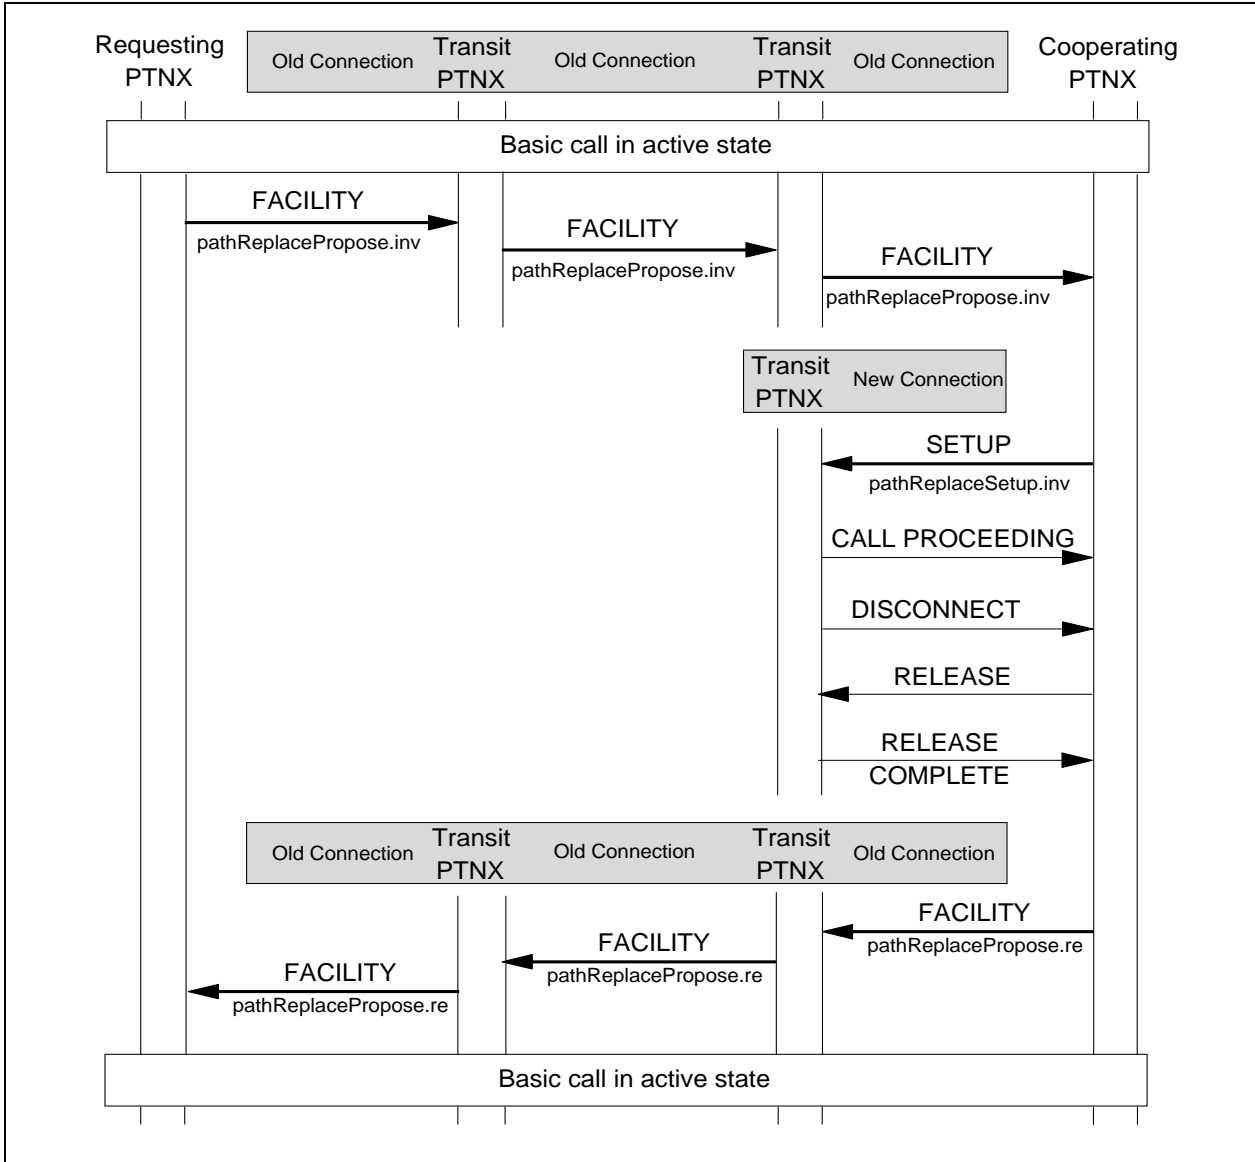 Requesting
PTNX
Old Connection
Transit
PTNX
Old Connection
Transit
PTNX
Old Connection
Cooperating
PTNX
Basic call in active state
FACILITY
pathReplacePropose.inv
FACILITY
pathReplacePropose.inv
FACILITY
pathReplacePropose.inv
Transit
PTNX
New Connection
SETUP
pathReplaceSetup.inv
CALL PROCEEDING
DISCONNECT
RELEASE
RELEASE
COMPLETE
Old Connection
Transit
PTNX
Old Connection
Transit
PTNX
Old Connection
FACILITY
pathReplacePropose.re
FACILITY
pathReplacePropose.re
FACILITY
pathReplacePropose.re
Basic call in active state